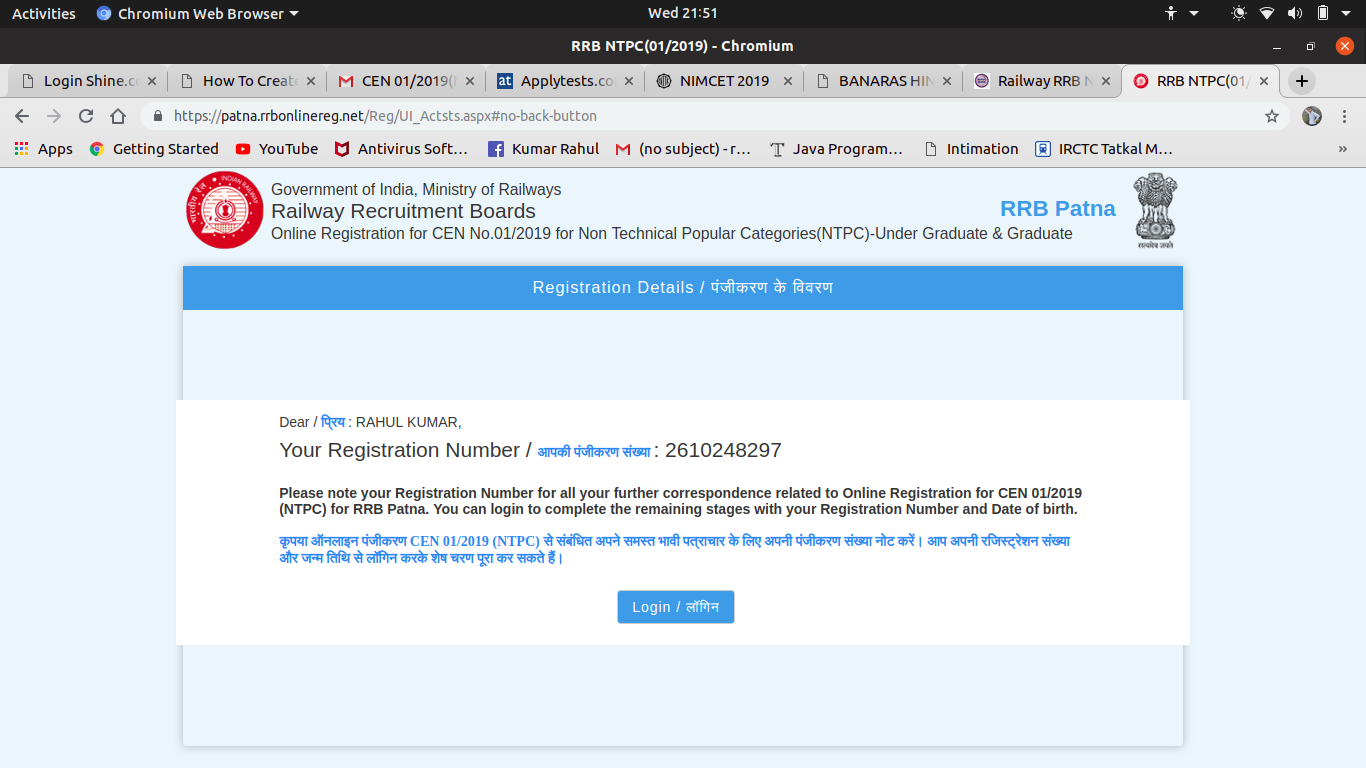 Activities Chromium Web Browser Wed 21:51
RRB NTPC(01/2019) - Chromium
Login Shine.c How To Create CEN 01/2019( Applytests.co NIMCET 2019 BANARAS HIN Railway RRB N RRB NTPC(01/
https://patna.rrbonlinereg.net/Reg/UI_Actsts.aspx#no-back-button
Apps Getting Started YouTube Antivirus Soft... Kumar Rahul (no subject) - r... Java Program... Intimation IRCTC Tatkal M... »
Government of India, Ministry of Railways
Railway Recruitment Boards
RRB Patna
Online Registration for CEN No.01/2019 for Non Technical Popular Categories(NTPC)-Under Graduate & Graduate
Registration Details / पंजीकरण के विवरण
Dear / प्रिय : RAHUL KUMAR,
Your Registration Number / आपकी पंजीकरण संख्या : 2610248297
Please note your Registration Number for all your further correspondence related to Online Registration for CEN 01/2019
(NTPC) for RRB Patna. You can login to complete the remaining stages with your Registration Number and Date of birth.
कृपया ऑनलाइन पंजीकरण CEN 01/2019 (NTPC) से संबंधित अपने समस्त भावी पत्राचार के लिए अपनी पंजीकरण संख्या नोट करें। आप अपनी रजिस्ट्रेशन संख्या
और जन्म तिथि से लॉगिन करके शेष चरण पूरा कर सकते हैं।
Login / लॉगिन